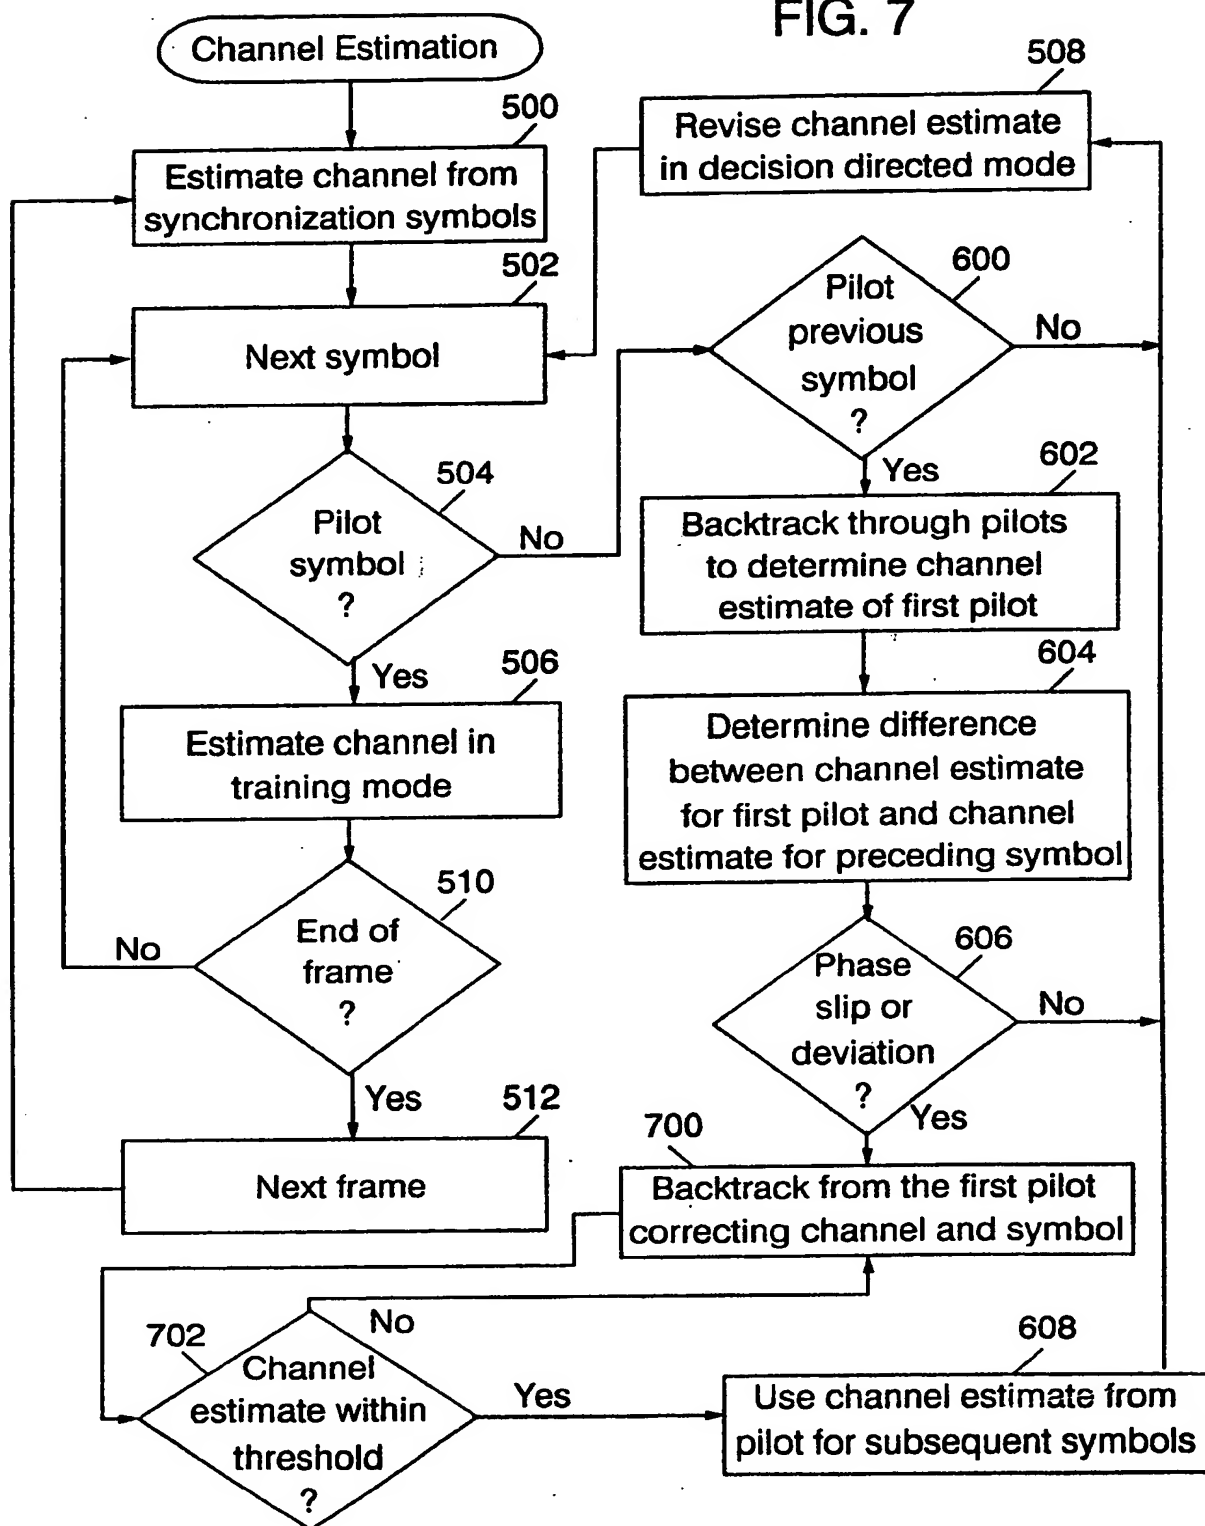 FIG. 7
Channel Estimation
500
Estimate channel from
synchronization symbols
502
Next symbol
504
Pilot
symbol
?
No
Yes
506
Estimate channel in
training mode
510
End of
frame
?
No
Yes
512
Next frame
508
Revise channel estimate
in decision directed mode
600
Pilot
previous
symbol
?
No
Yes
602
Backtrack through pilots
to determine channel
estimate of first pilot
604
Determine difference
between channel estimate
for first pilot and channel
estimate for preceding symbol
606
Phase
slip or
deviation
?
No
Yes
700
Backtrack from the first pilot
correcting channel and symbol
702
Channel
estimate within
threshold
?
No
Yes
608
Use channel estimate from
pilot for subsequent symbols